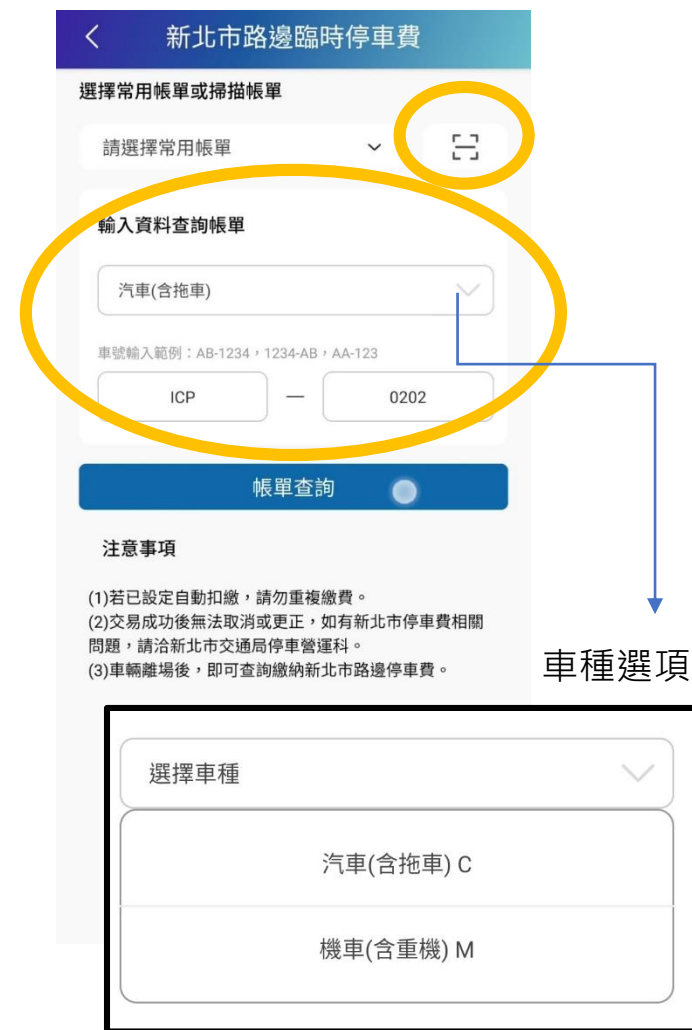 新北市路邊臨時停車費
選擇常用帳單或掃描帳單
請選擇常用帳單
輸入資料查詢帳單
汽車(含拖車)
車號輸入範例：AB-1234，1234-AB，AA-123
ICP — 0202
帳單查詢
注意事項
(1)若已設定自動扣繳，請勿重複繳費。
(2)交易成功後無法取消或更正，如有新北市停車費相關
問題，請洽新北市交通局停車營運科。
(3)車輛離場後，即可查詢繳納新北市路邊停車費。
車種選項
選擇車種
汽車(含拖車) C
機車(含重機) M